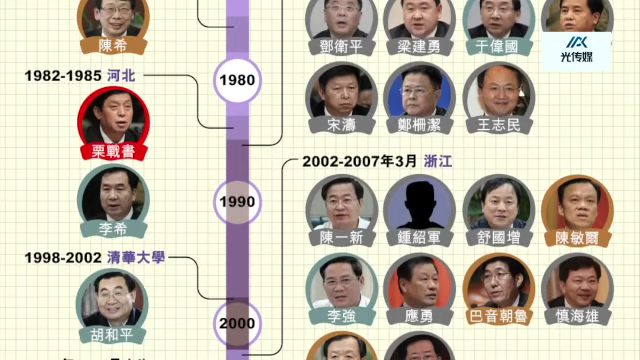 陳希
鄧衛平
梁建勇
于偉國
光传媒
1982-1985 河北
1980
栗戰書
宋濤
鄭柵潔
王志民
2002-2007年3月 浙江
李希
1990
陳一新
鍾紹軍
舒國增
陳敏爾
1998-2002 清華大學
胡和平
2000
李強
應勇
巴音朝魯
慎海雄